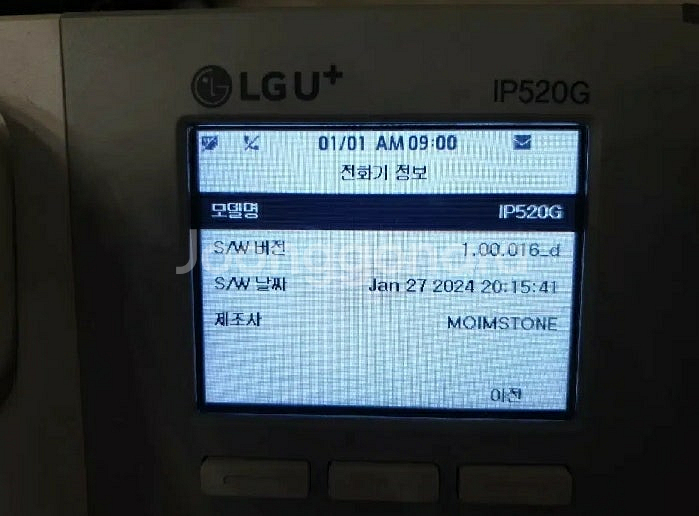 LG U+ IP520G
01/01 AM 09:00
전화기 정보
모델명 IP520G
S/W 버전 1.00.016_d
S/W 날짜 Jan 27 2024 20:15:41
제조사 MOIMSTONE
이전